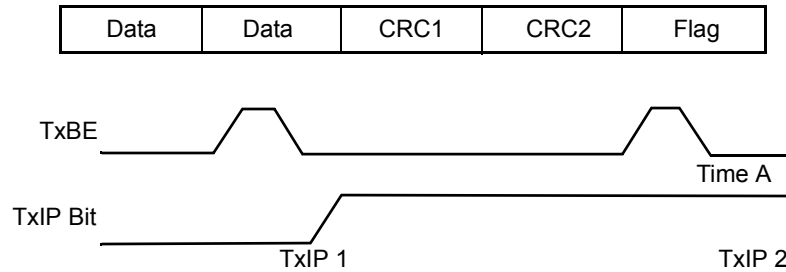 Data Data CRC1 CRC2 Flag
TxBE
Time A
TxIP Bit
TxIP 1 TxIP 2